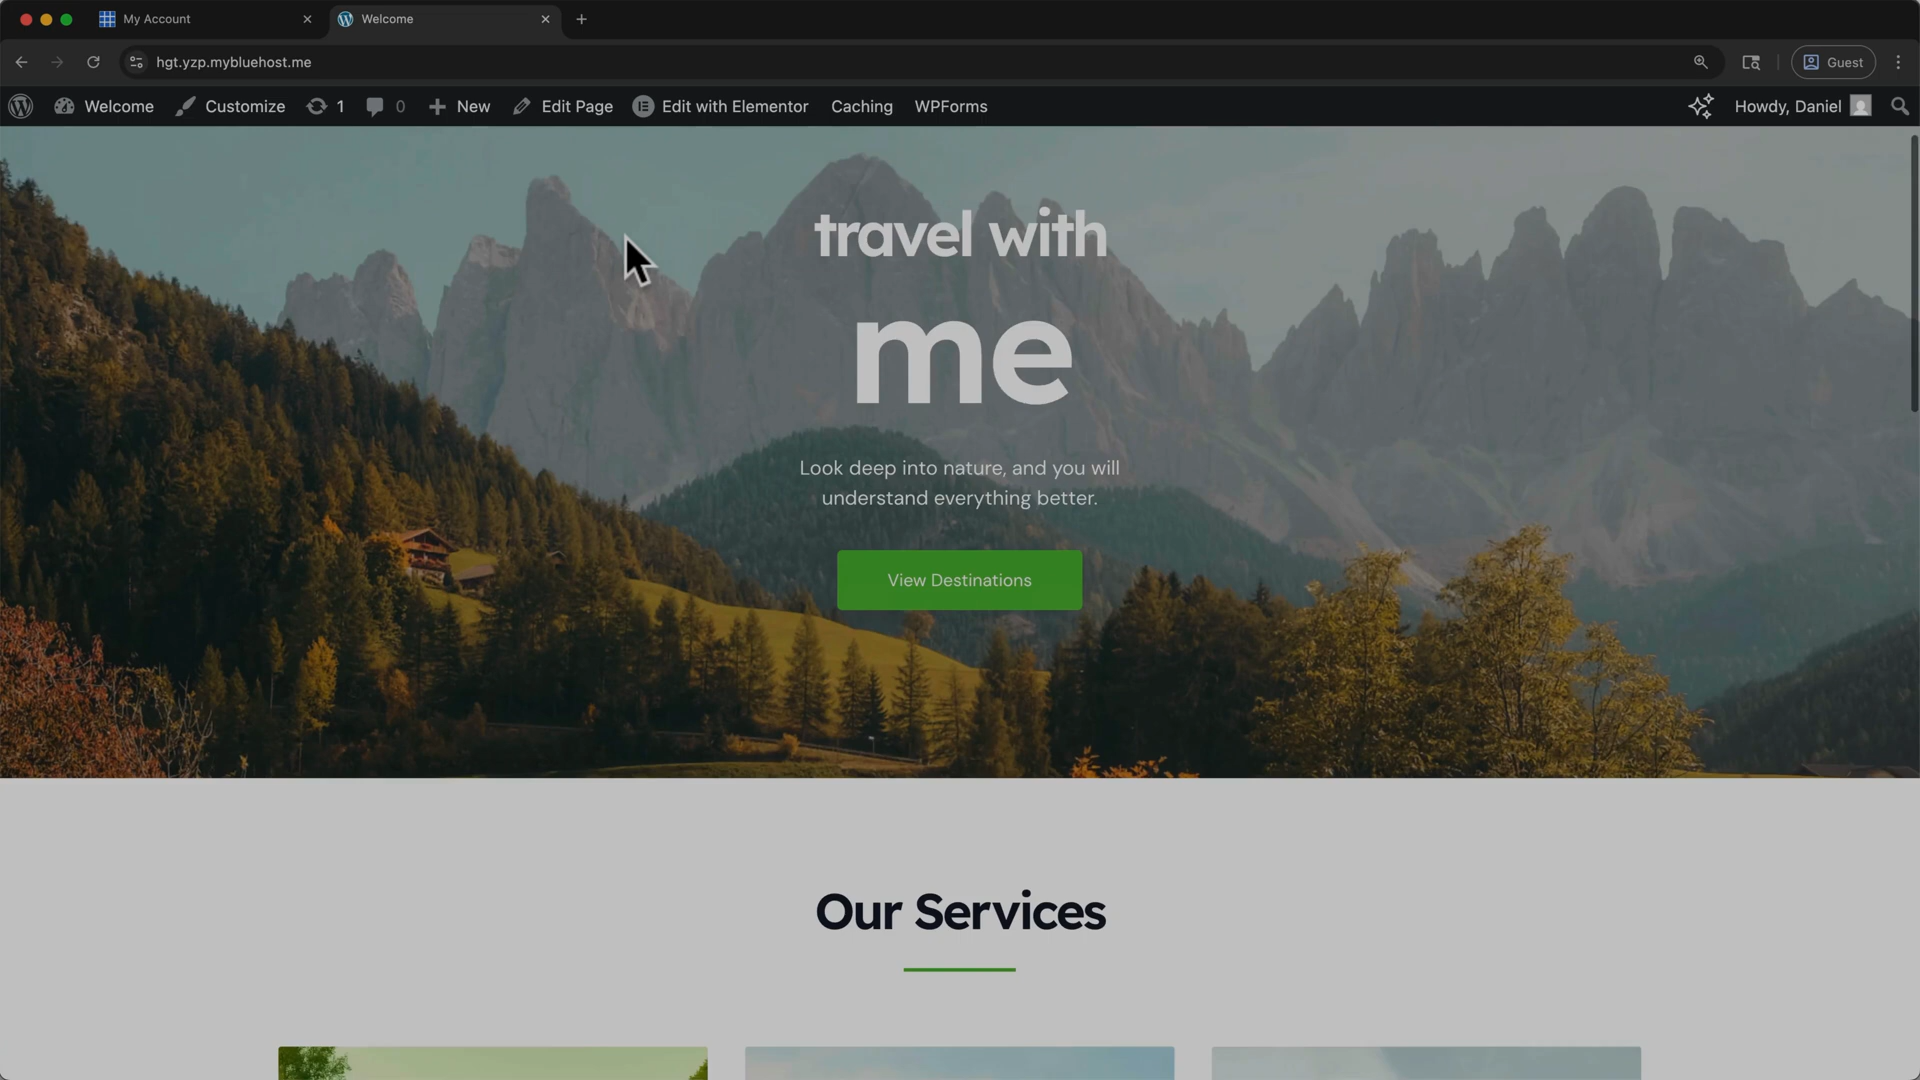 My Account
Welcome
hgt.yzp.mybluehost.me
Guest
Welcome
Customize
1
0
New
Edit Page
Edit with Elementor
Caching
WPForms
Howdy, Daniel
travel with
me
Look deep into nature, and you will
understand everything better.
View Destinations
Our Services